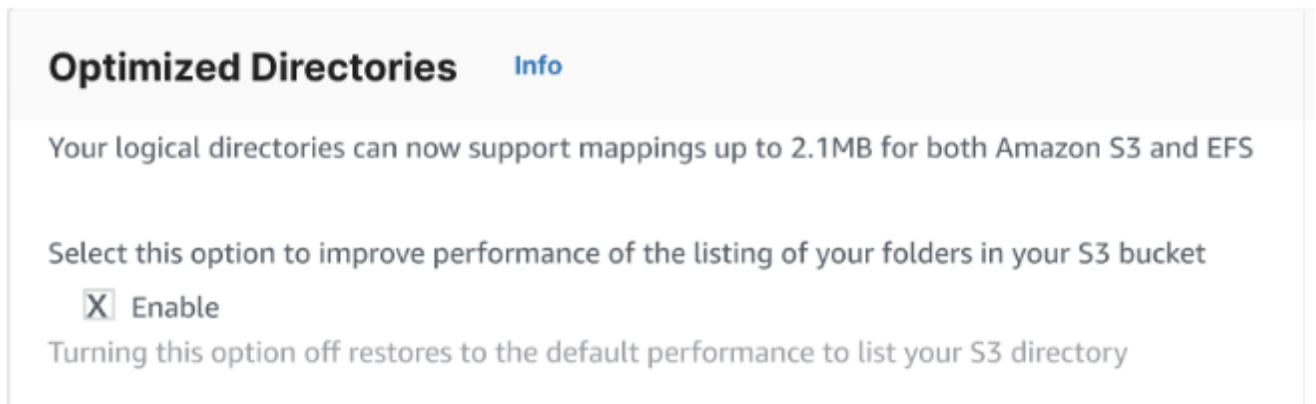 Optimized Directories Info
Your logical directories can now support mappings up to 2.1MB for both Amazon S3 and EFS
Select this option to improve performance of the listing of your folders in your S3 bucket
X Enable
Turning this option off restores to the default performance to list your S3 directory